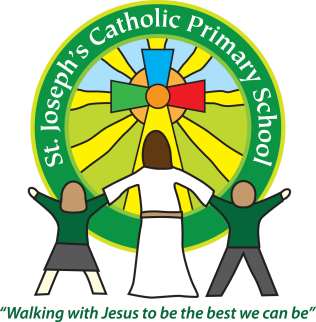 St. Joseph's Catholic Primary School
“Walking with Jesus to be the best we can be”